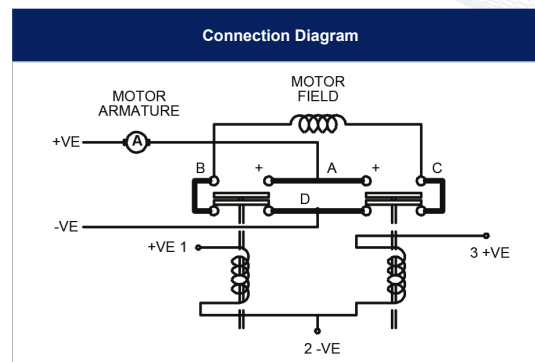 Connection Diagram
MOTOR
FIELD
MOTOR
ARMATURE
+VE
A
B
+
A
+
C
D
-VE
+VE 1
3 +VE
2 -VE